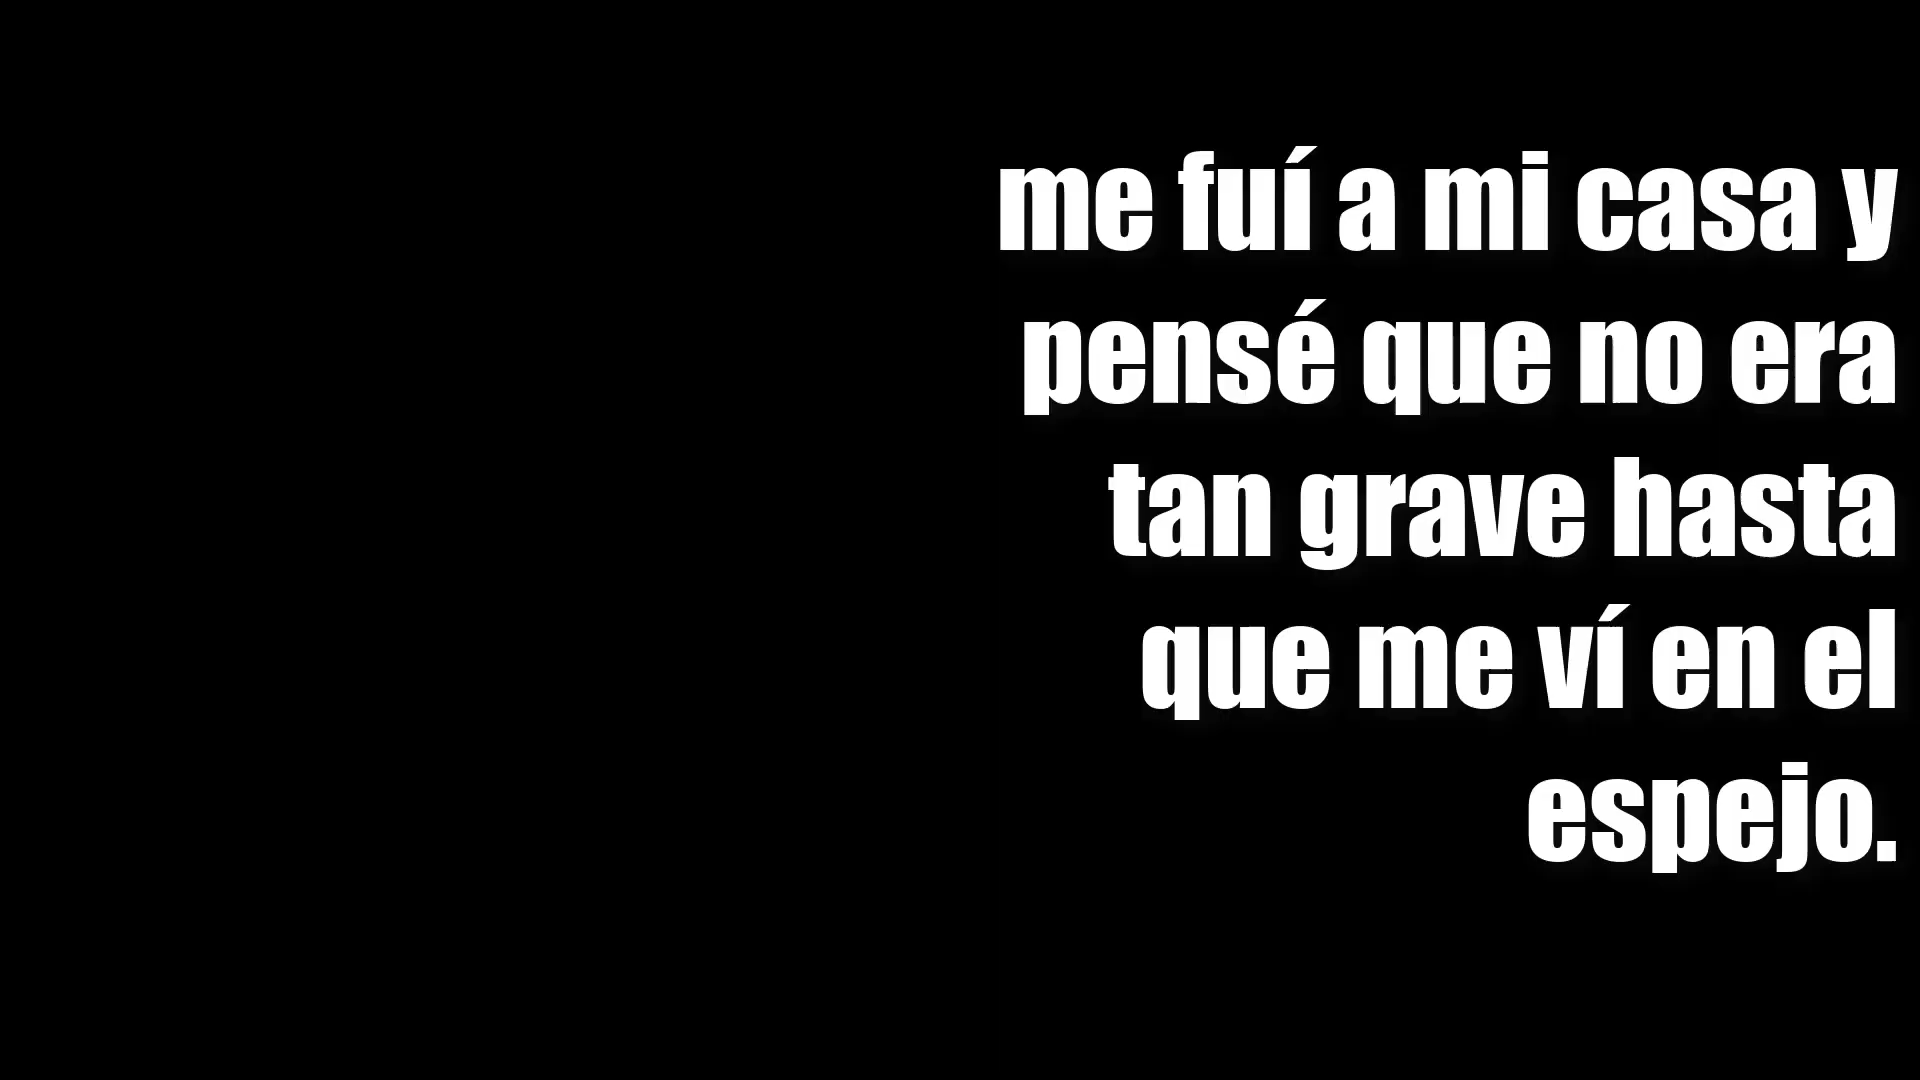 me fuí a mi casa y
pensé que no era
tan grave hasta
que me ví en el
espejo.